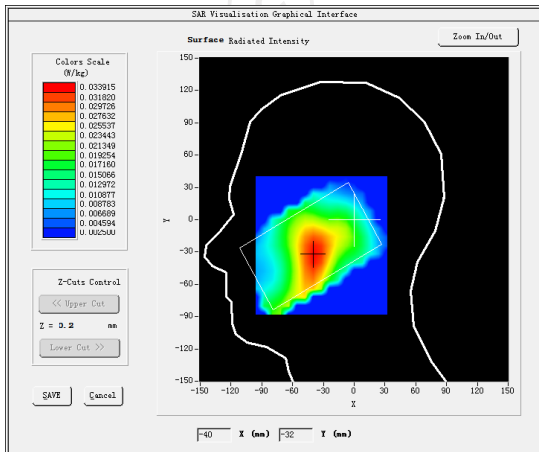 SAR Visualisation Graphical Interface
Surface Radiated Intensity
Zoom In/Out
Colors Scale
(W/kg)
0.033915
0.031820
0.029726
0.027632
0.025537
0.023443
0.021349
0.019254
0.017160
0.015066
0.012972
0.010877
0.008783
0.006689
0.004594
0.002500
Z-Cuts Control
<< Upper Cut
Z = 0.2 mm
Lower Cut >>
SAVE Cancel
150
120
90
60
30
0
-30
-60
-90
-120
-150
Y
-150 -120 -90 -60 -30 0 30 60 90 120 150
X
-40 X (mm) -32 Y (mm)